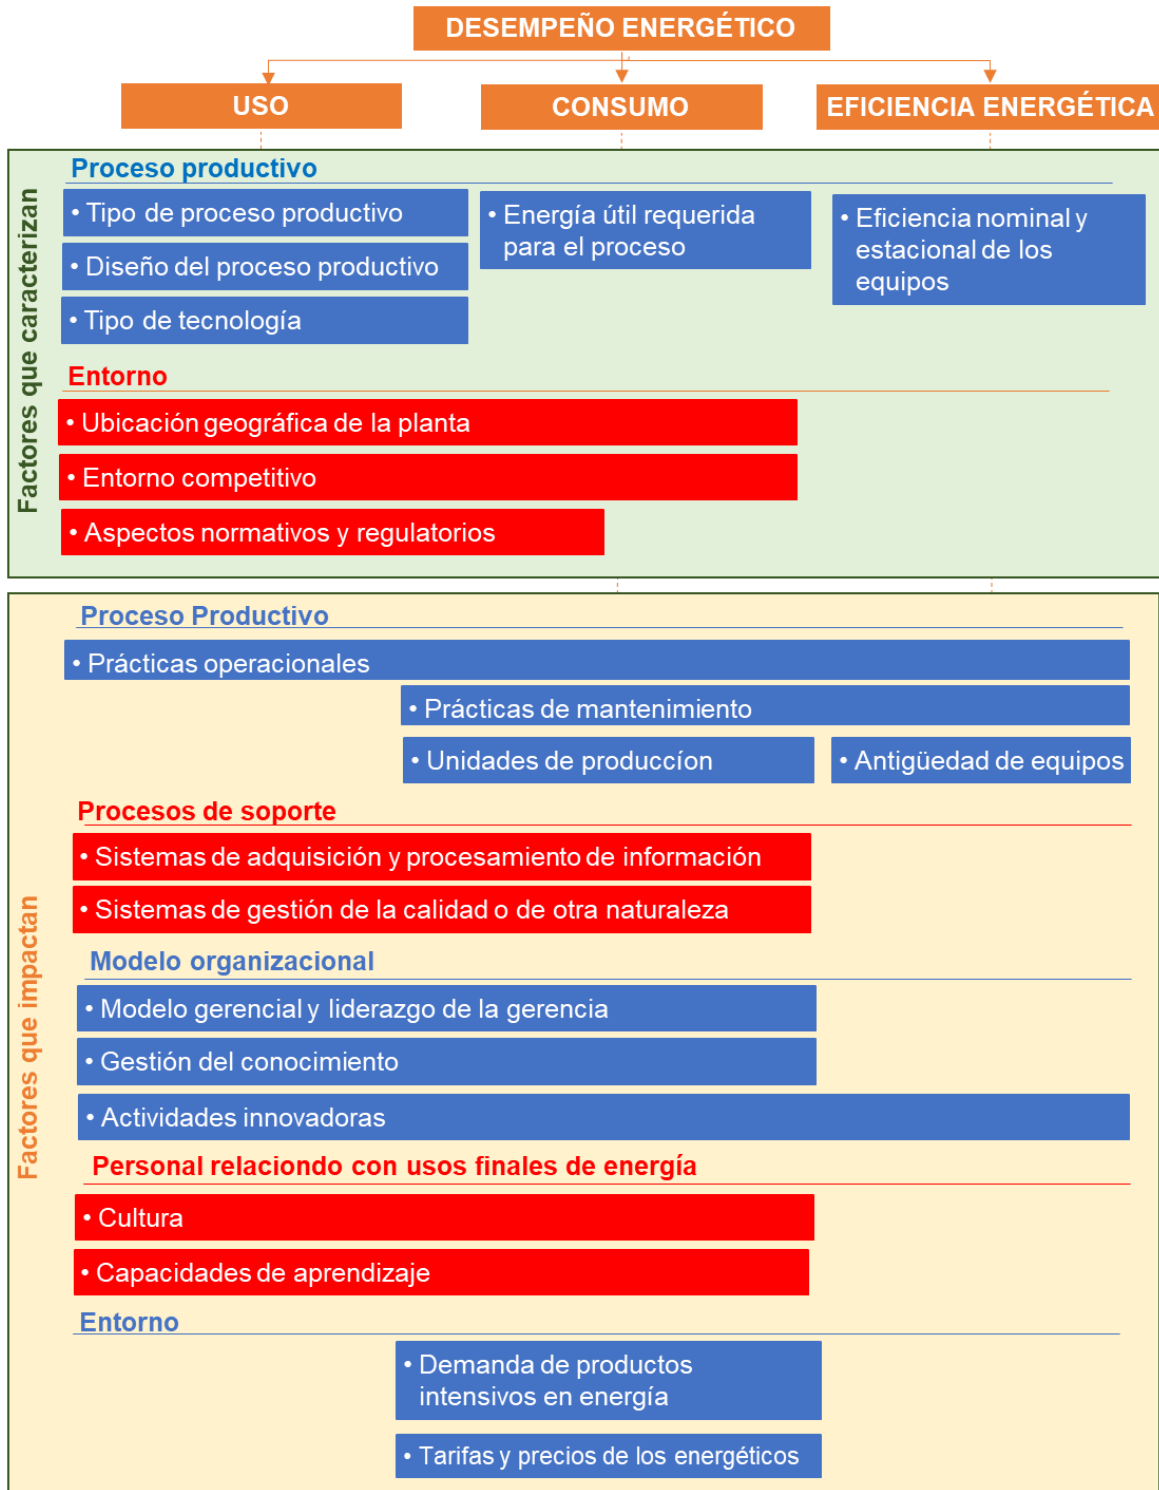 DESEMPEÑO ENERGÉTICO
USO
CONSUMO
EFICIENCIA ENERGÉTICA
Factores que caracterizan
Proceso productivo
• Tipo de proceso productivo
• Diseño del proceso productivo
• Tipo de tecnología
• Energía útil requerida
para el proceso
• Eficiencia nominal y
estacional de los
equipos
Entorno
• Ubicación geográfica de la planta
• Entorno competitivo
• Aspectos normativos y regulatorios
Factores que impactan
Proceso Productivo
• Prácticas operacionales
• Prácticas de mantenimiento
• Unidades de produccíon
• Antigüedad de equipos
Procesos de soporte
• Sistemas de adquisición y procesamiento de información
• Sistemas de gestión de la calidad o de otra naturaleza
Modelo organizacional
• Modelo gerencial y liderazgo de la gerencia
• Gestión del conocimiento
• Actividades innovadoras
Personal relaciondo con usos finales de energía
• Cultura
• Capacidades de aprendizaje
Entorno
• Demanda de productos
intensivos en energía
• Tarifas y precios de los energéticos